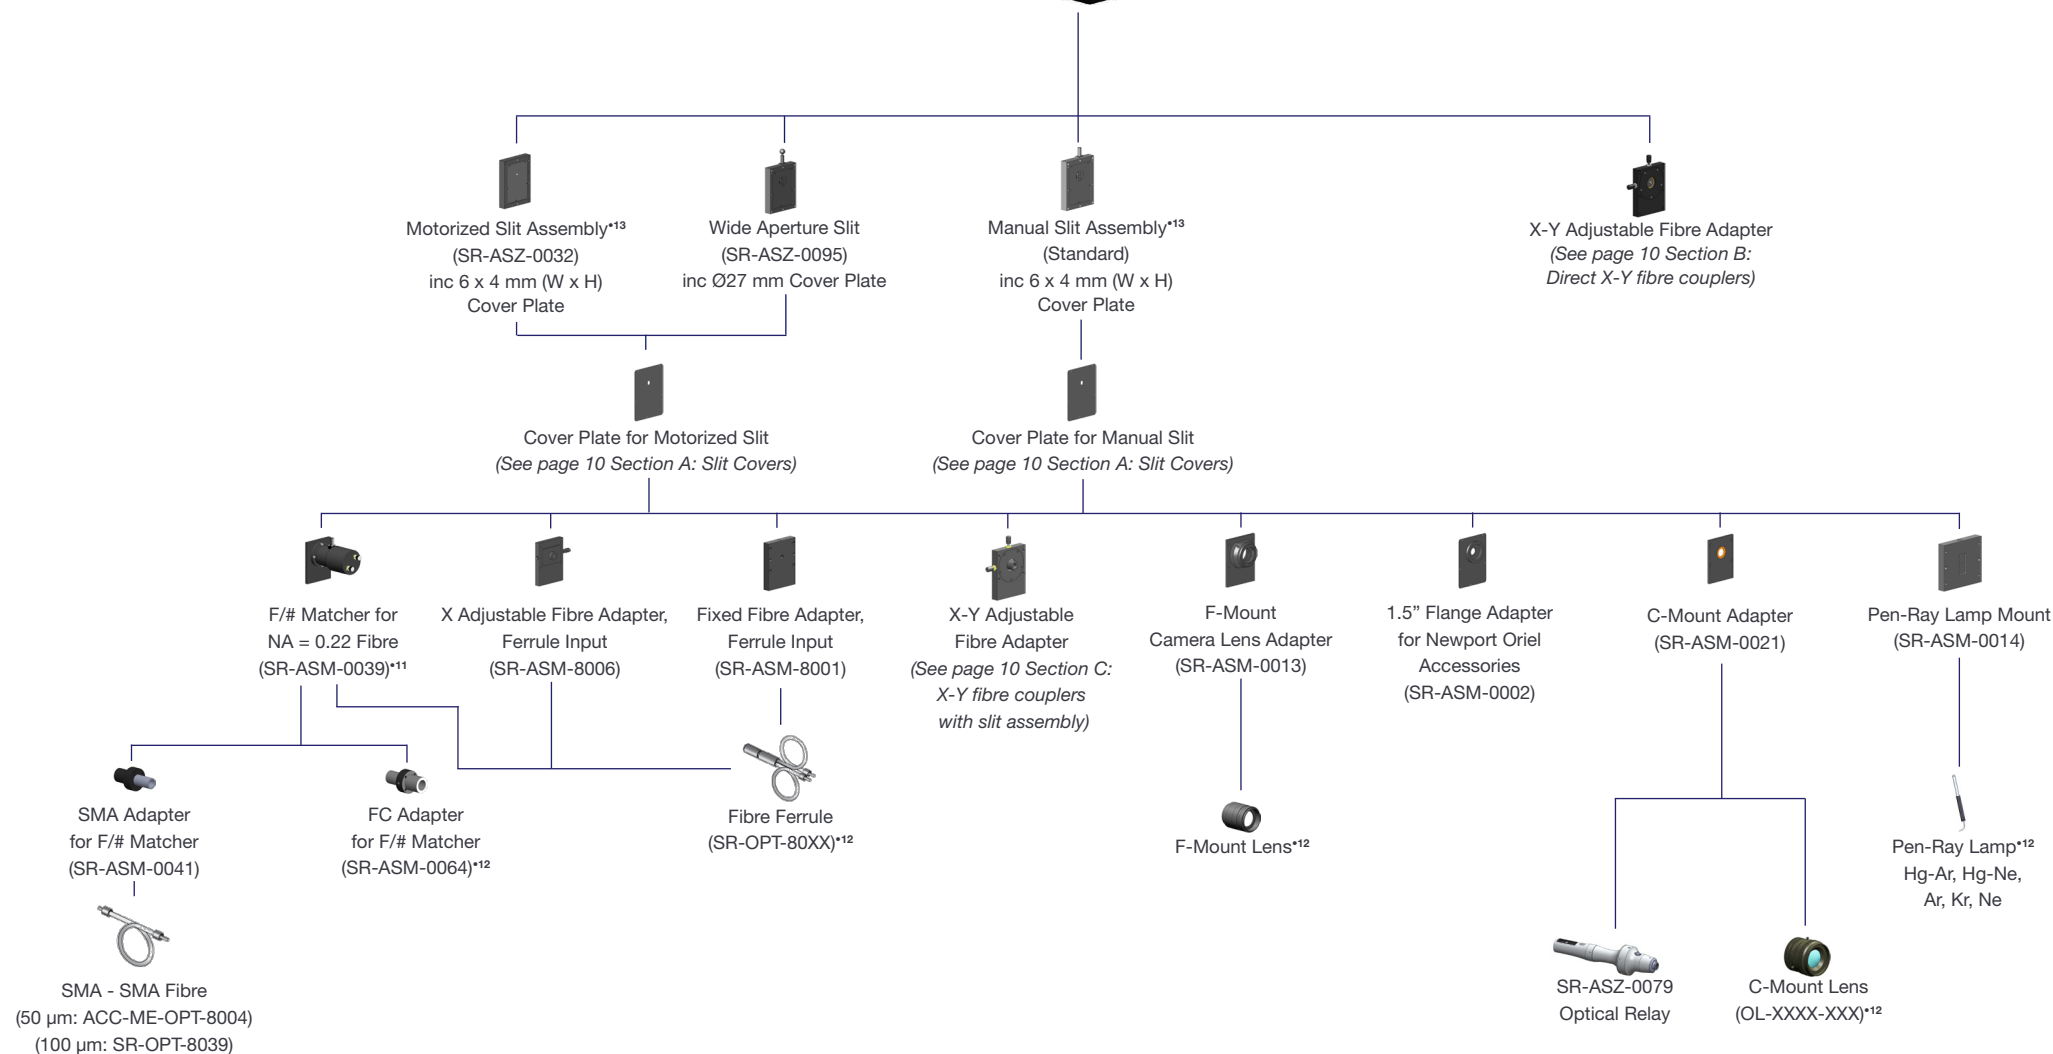 Motorized Slit Assembly•13
(SR-ASZ-0032)
inc 6 x 4 mm (W x H)
Cover Plate
Wide Aperture Slit
(SR-ASZ-0095)
inc Ø27 mm Cover Plate
Manual Slit Assembly•13
(Standard)
inc 6 x 4 mm (W x H)
Cover Plate
X-Y Adjustable Fibre Adapter
(See page 10 Section B:
Direct X-Y fibre couplers)
Cover Plate for Motorized Slit
(See page 10 Section A: Slit Covers)
Cover Plate for Manual Slit
(See page 10 Section A: Slit Covers)
F/# Matcher for
NA = 0.22 Fibre
(SR-ASM-0039)•11
X Adjustable Fibre Adapter,
Ferrule Input
(SR-ASM-8006)
Fixed Fibre Adapter,
Ferrule Input
(SR-ASM-8001)
X-Y Adjustable
Fibre Adapter
(See page 10 Section C:
X-Y fibre couplers
with slit assembly)
F-Mount
Camera Lens Adapter
(SR-ASM-0013)
1.5” Flange Adapter
for Newport Oriel
Accessories
(SR-ASM-0002)
C-Mount Adapter
(SR-ASM-0021)
Pen-Ray Lamp Mount
(SR-ASM-0014)
SMA Adapter
for F/# Matcher
(SR-ASM-0041)
FC Adapter
for F/# Matcher
(SR-ASM-0064)•12
Fibre Ferrule
(SR-OPT-80XX)•12
F-Mount Lens•12
Pen-Ray Lamp•12
Hg-Ar, Hg-Ne,
Ar, Kr, Ne
SMA - SMA Fibre
(50 µm: ACC-ME-OPT-8004)
(100 µm: SR-OPT-8039)
SR-ASZ-0079
Optical Relay
C-Mount Lens
(OL-XXXX-XXX)•12